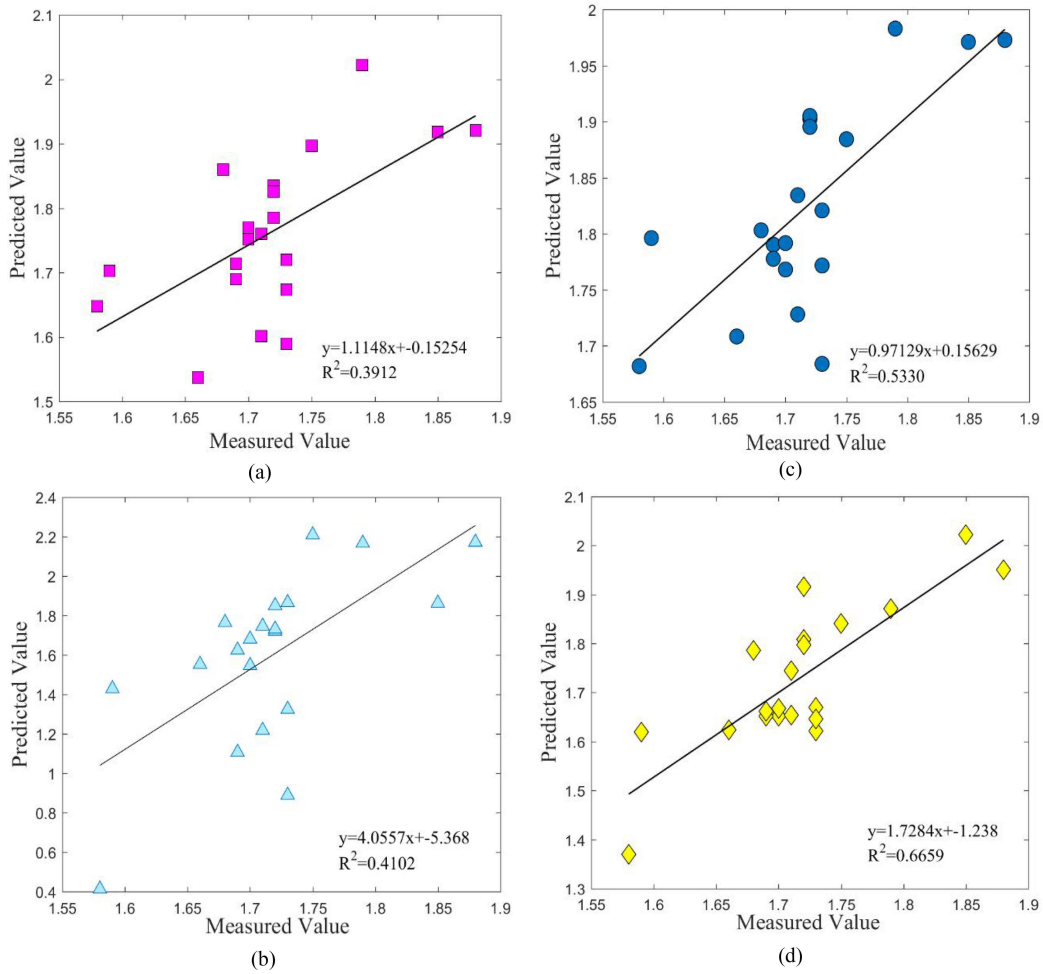 2.1
2
1.9
1.8
1.7
1.6
1.5
1.55 1.6 1.65 1.7 1.75 1.8 1.85 1.9
Predicted Value
Measured Value
y=1.1148x+-0.15254
R²=0.3912
(a)
2
1.95
1.9
1.85
1.8
1.75
1.7
1.65
1.55 1.6 1.65 1.7 1.75 1.8 1.85 1.9
Predicted Value
Measured Value
y=0.97129x+0.15629
R²=0.5330
(c)
2.4
2.2
2
1.8
1.6
1.4
1.2
1
0.8
0.6
0.4
1.55 1.6 1.65 1.7 1.75 1.8 1.85 1.9
Predicted Value
Measured Value
y=4.0557x+-5.368
R²=0.4102
(b)
2.1
2
1.9
1.8
1.7
1.6
1.5
1.4
1.3
1.55 1.6 1.65 1.7 1.75 1.8 1.85 1.9
Predicted Value
Measured Value
y=1.7284x+-1.238
R²=0.6659
(d)